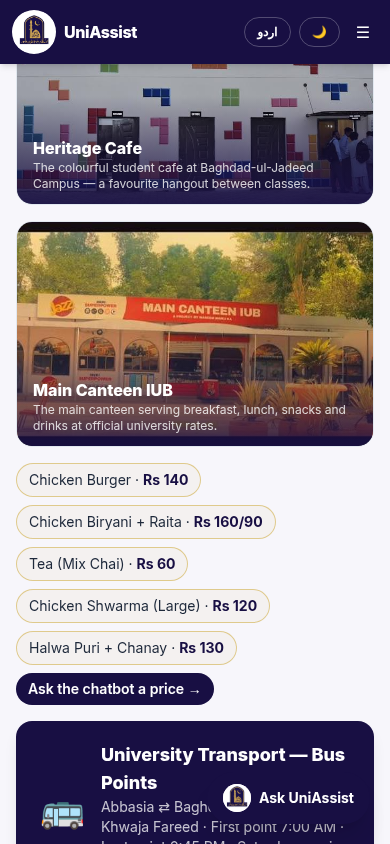 UniAssist
اردو
Heritage Cafe
The colourful student cafe at Baghdad-ul-Jadeed
Campus — a favourite hangout between classes.
MAIN CANTEEN IUB
Main Canteen IUB
The main canteen serving breakfast, lunch, snacks and
drinks at official university rates.
Chicken Burger · Rs 140
Chicken Biryani + Raita · Rs 160/90
Tea (Mix Chai) · Rs 60
Chicken Shwarma (Large) · Rs 120
Halwa Puri + Chanay · Rs 130
Ask the chatbot a price →
University Transport — Bus
Points
Abbasia ⇄
Ask UniAssist
Khwaja Fareed · First point 7:00 AM ·